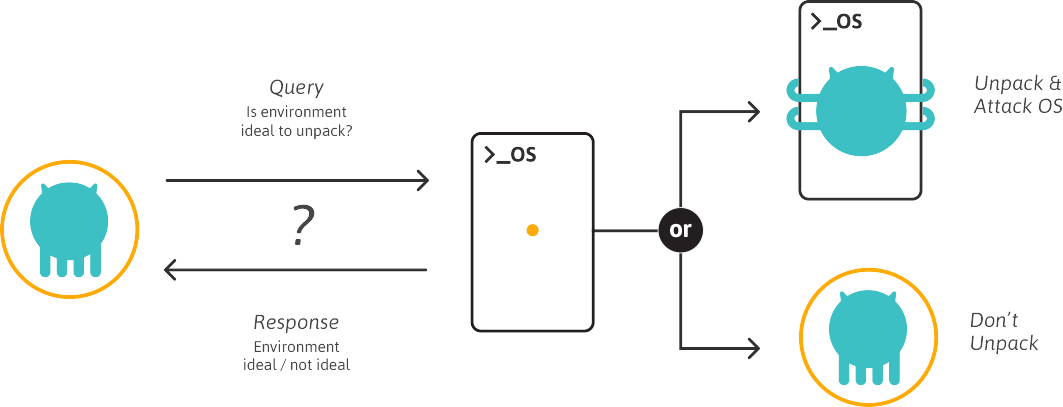 Query
Is environment
ideal to unpack?
?
Response
Environment
ideal / not ideal
>_OS
or
>_OS
Unpack &
Attack OS
Don’t
Unpack